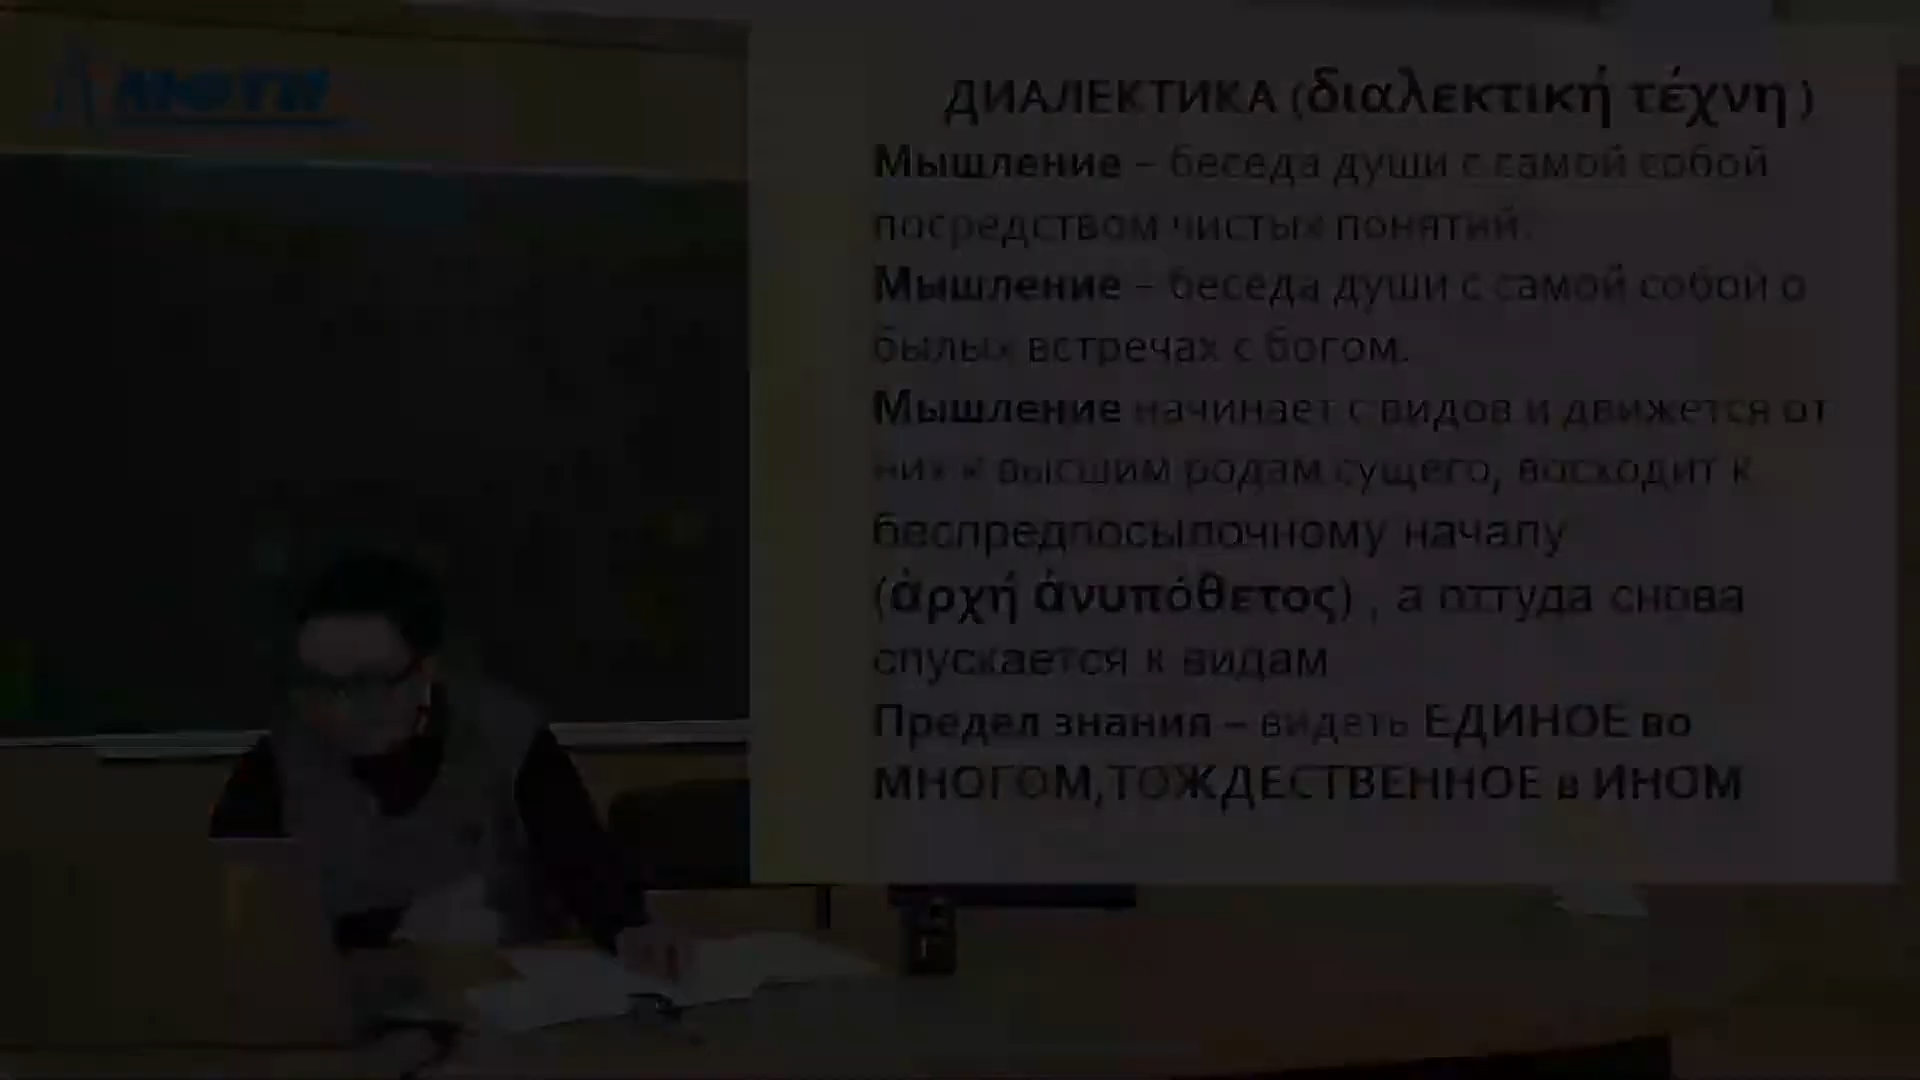 МФТИ
ДИАЛЕКТИКА (διαλεκτική τέχνη )
Мышление – беседа души с самой собой
посредством чистых понятий.
Мышление – беседа души с самой собой о
былых встречах с богом.
Мышление начинает с видов и движется от
них к высшим родам сущего, восходит к
беспредпосылочному началу
(ἀρχή ἀνυπόθετος) , а оттуда снова
спускается к видам
Предел знания – видеть ЕДИНОЕ во
МНОГОМ,ТОЖДЕСТВЕННОЕ в ИНОМ